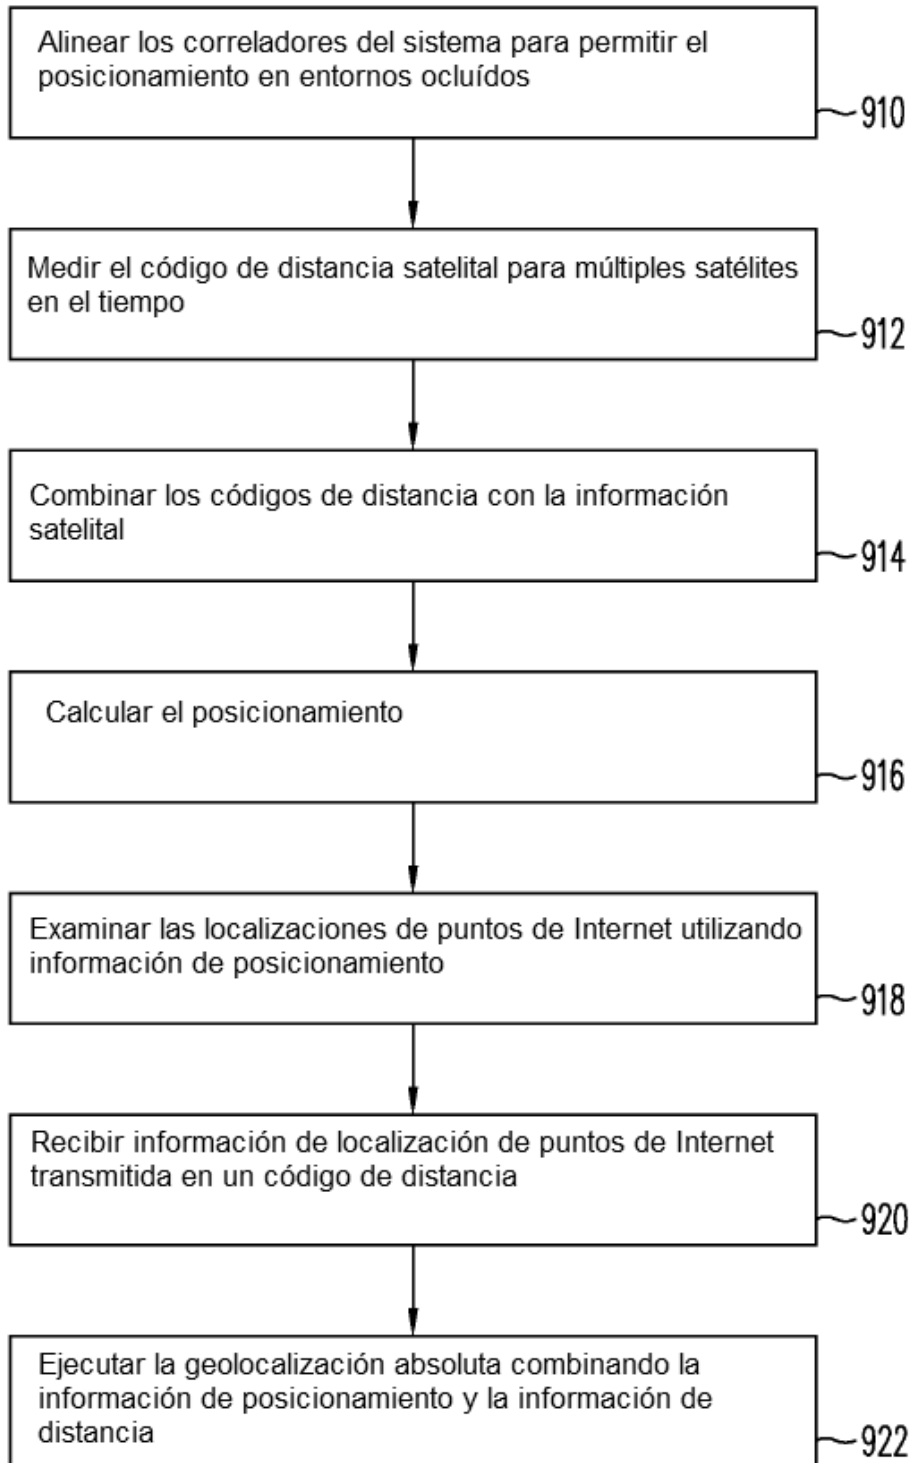 Alinear los correladores del sistema para permitir el
posicionamiento en entornos ocluídos
910
Medir el código de distancia satelital para múltiples satélites
en el tiempo
912
Combinar los códigos de distancia con la información
satelital
914
Calcular el posicionamiento
916
Examinar las localizaciones de puntos de Internet utilizando
información de posicionamiento
918
Recibir información de localización de puntos de Internet
transmitida en un código de distancia
920
Ejecutar la geolocalización absoluta combinando la
información de posicionamiento y la información de
distancia
922